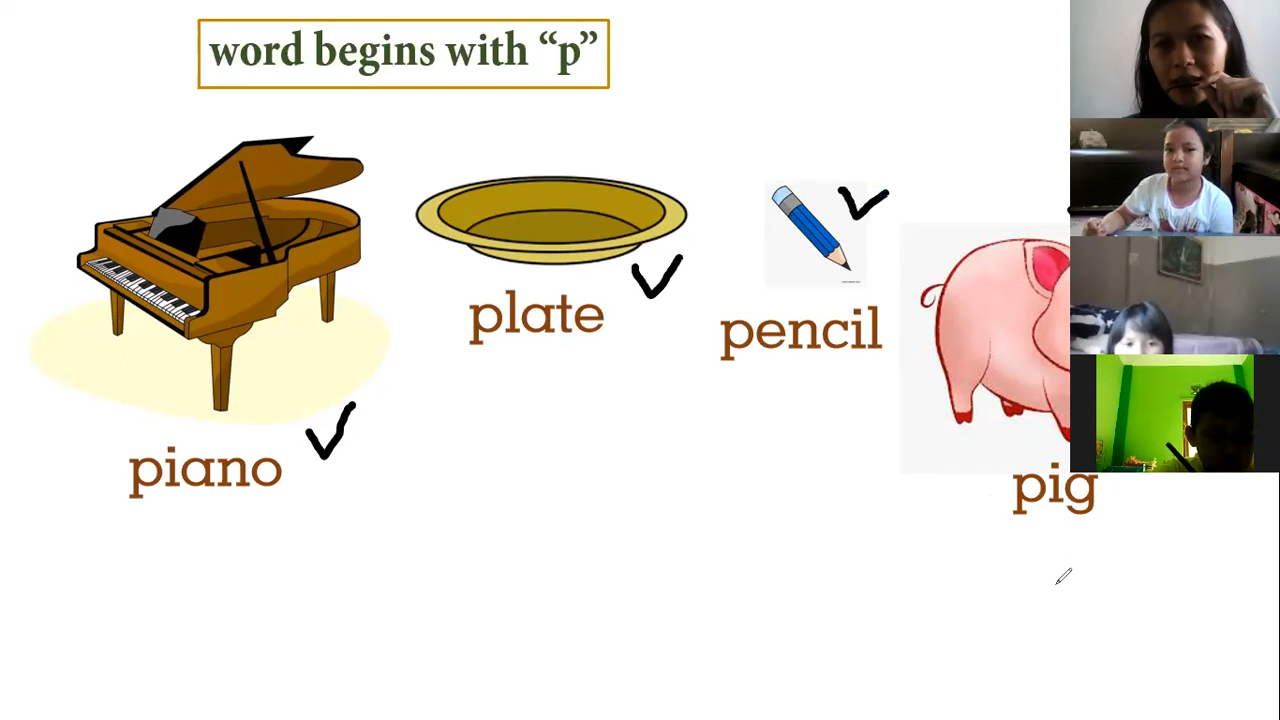 word begins with “p”
piano
plate
pencil
pig